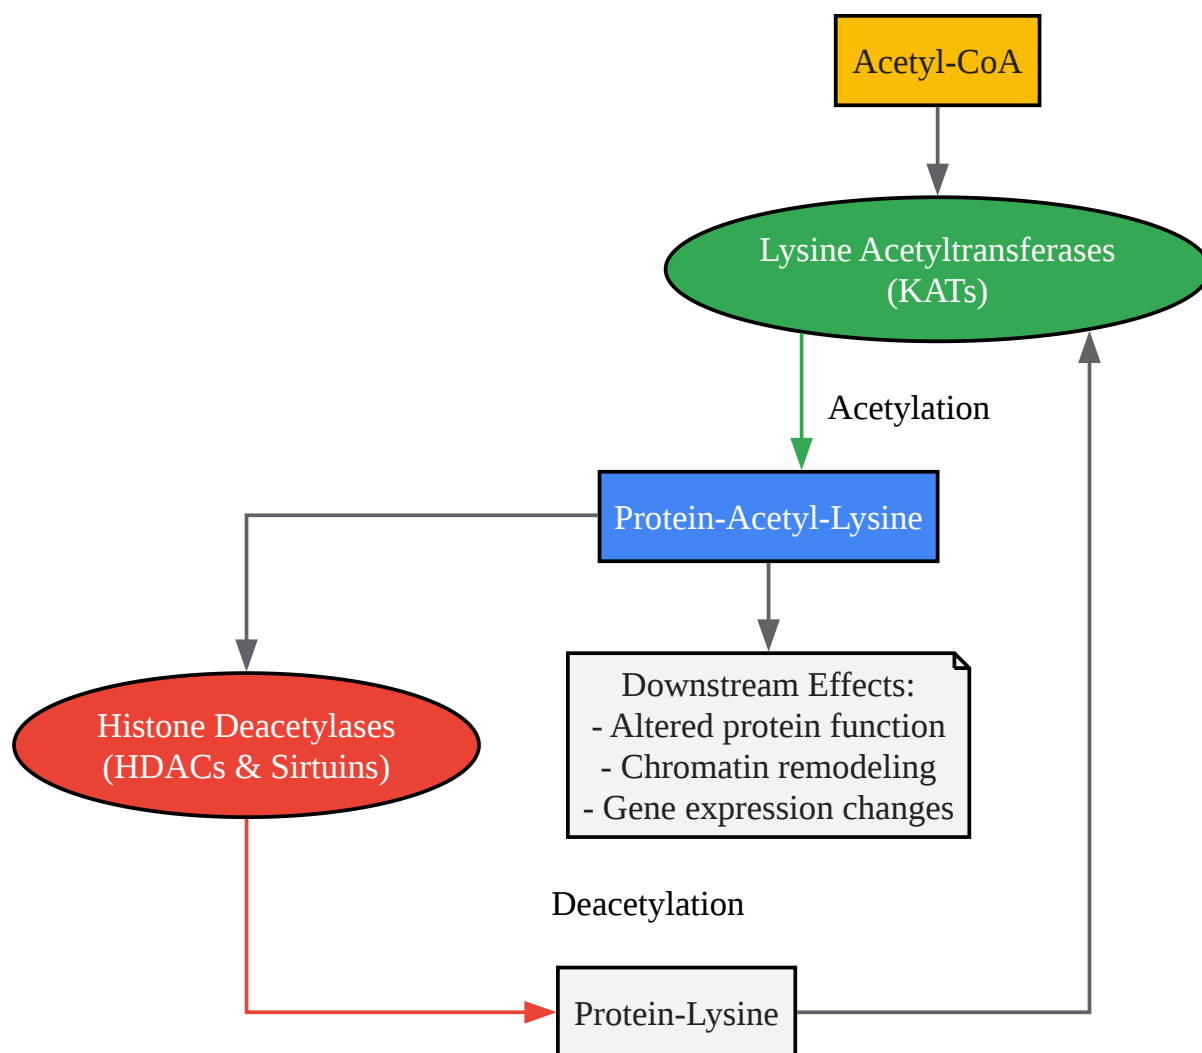 Acetyl-CoA
Lysine Acetyltransferases
(KATs)
Acetylation
Protein-Acetyl-Lysine
Histone Deacetylases
(HDACs & Sirtuins)
Downstream Effects:
- Altered protein function
- Chromatin remodeling
- Gene expression changes
Deacetylation
Protein-Lysine